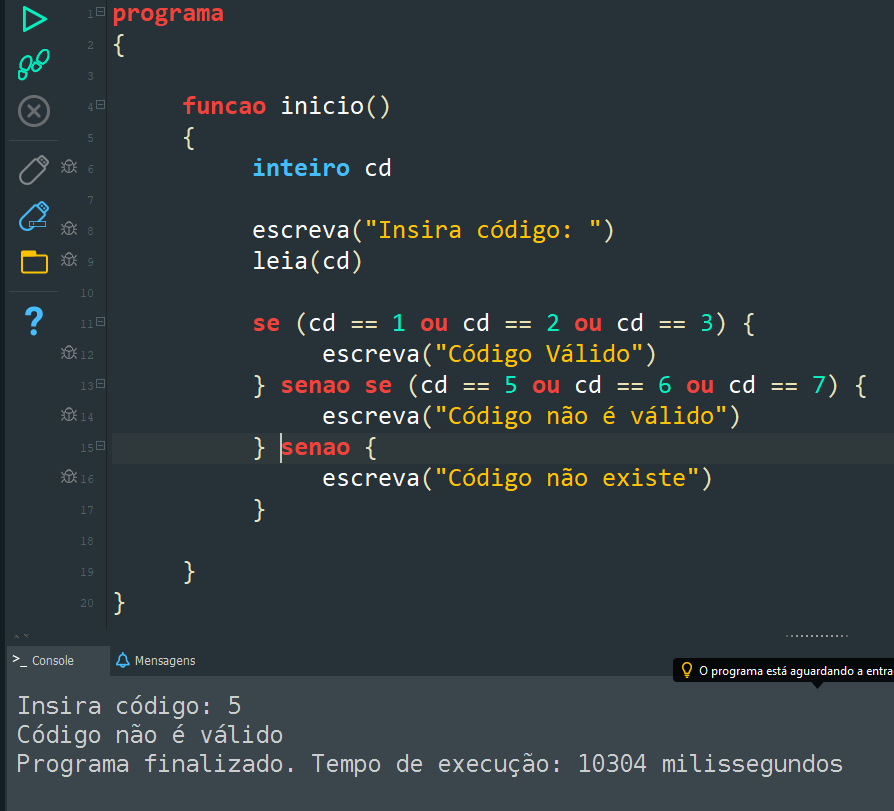 1 programa
2 {
3
4 funcao inicio()
5 {
6 inteiro cd
7
8 escreva("Insira código: ")
9 leia(cd)
10
11 se (cd == 1 ou cd == 2 ou cd == 3) {
12 escreva("Código Válido")
13 } senao se (cd == 5 ou cd == 6 ou cd == 7) {
14 escreva("Código não é válido")
15 } senao {
16 escreva("Código não existe")
17 }
18
19 }
20 }
>_ Console Mensagens
O programa está aguardando a entra
Insira código: 5
Código não é válido
Programa finalizado. Tempo de execução: 10304 milissegundos